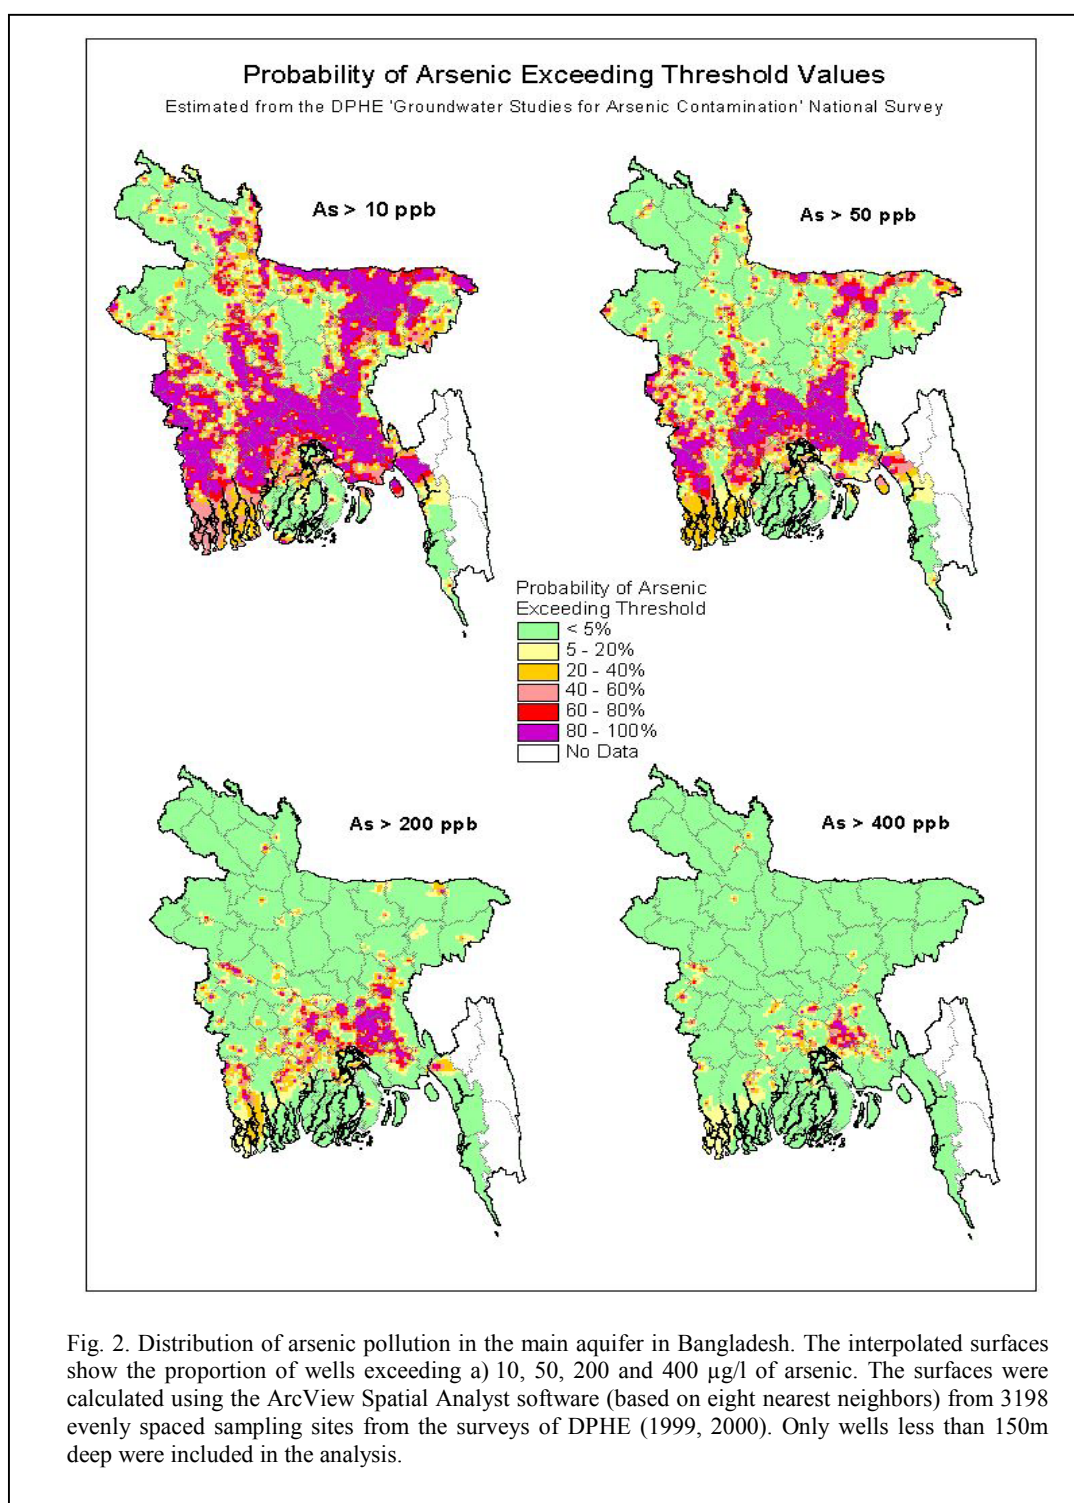 Probability of Arsenic Exceeding Threshold Values
Estimated from the DPHE 'Groundwater Studies for Arsenic Contamination' National Survey
As > 10 ppb
As > 50 ppb
Probability of Arsenic
Exceeding Threshold
< 5%
5 - 20%
20 - 40%
40 - 60%
60 - 80%
80 - 100%
No Data
As > 200 ppb
As > 400 ppb
Fig. 2. Distribution of arsenic pollution in the main aquifer in Bangladesh. The interpolated surfaces
show the proportion of wells exceeding a) 10, 50, 200 and 400 µg/l of arsenic. The surfaces were
calculated using the ArcView Spatial Analyst software (based on eight nearest neighbors) from 3198
evenly spaced sampling sites from the surveys of DPHE (1999, 2000). Only wells less than 150m
deep were included in the analysis.